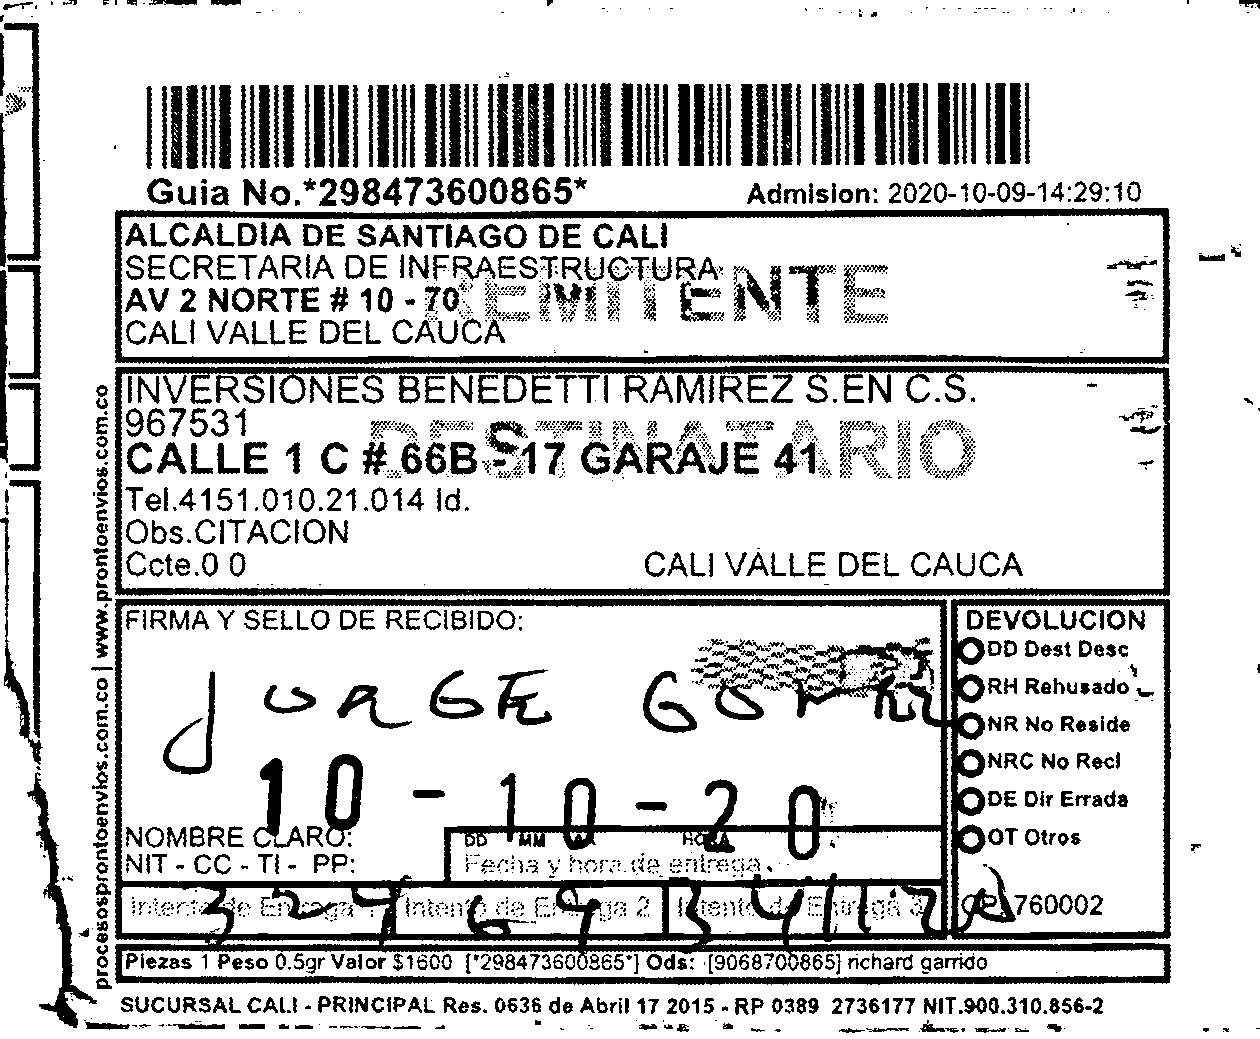 Guia No.*298473600865*
Admision: 2020-10-09-14:29:10
ALCALDIA DE SANTIAGO DE CALI
SECRETARIA DE INFRAESTRUCTURA
AV 2 NORTE # 10 - 70
CALI VALLE DEL CAUCA
REMITENTE
INVERSIONES BENEDETTI RAMIREZ S.EN C.S.
967531
DESTINATARIO
CALLE 1 C # 66B - 17 GARAJE 41
Tel.4151.010.21.014 Id.
Obs.CITACION
Ccte.0 0
CALI VALLE DEL CAUCA
procesosprontoenvios.com.co | www.prontoenvios.com.co
FIRMA Y SELLO DE RECIBIDO:
JORGE
10 - 10 - 20
NOMBRE CLARO:
NIT - CC - TI - PP:
DD MM HORA
Fecha y hora de entrega
Intento de Entrega 1 Intento de Entrega 2 Intento de Entrega 3
DEVOLUCION
DD Dest Desc
RH Rehusado
NR No Reside
NRC No Recl
DE Dir Errada
OT Otros
760002
Piezas 1 Peso 0.5gr Valor $1600 [*298473600865*] Ods: [9068700865] richard garrido
SUCURSAL CALI - PRINCIPAL Res. 0636 de Abril 17 2015 - RP 0389 2736177 NIT.900.310.856-2